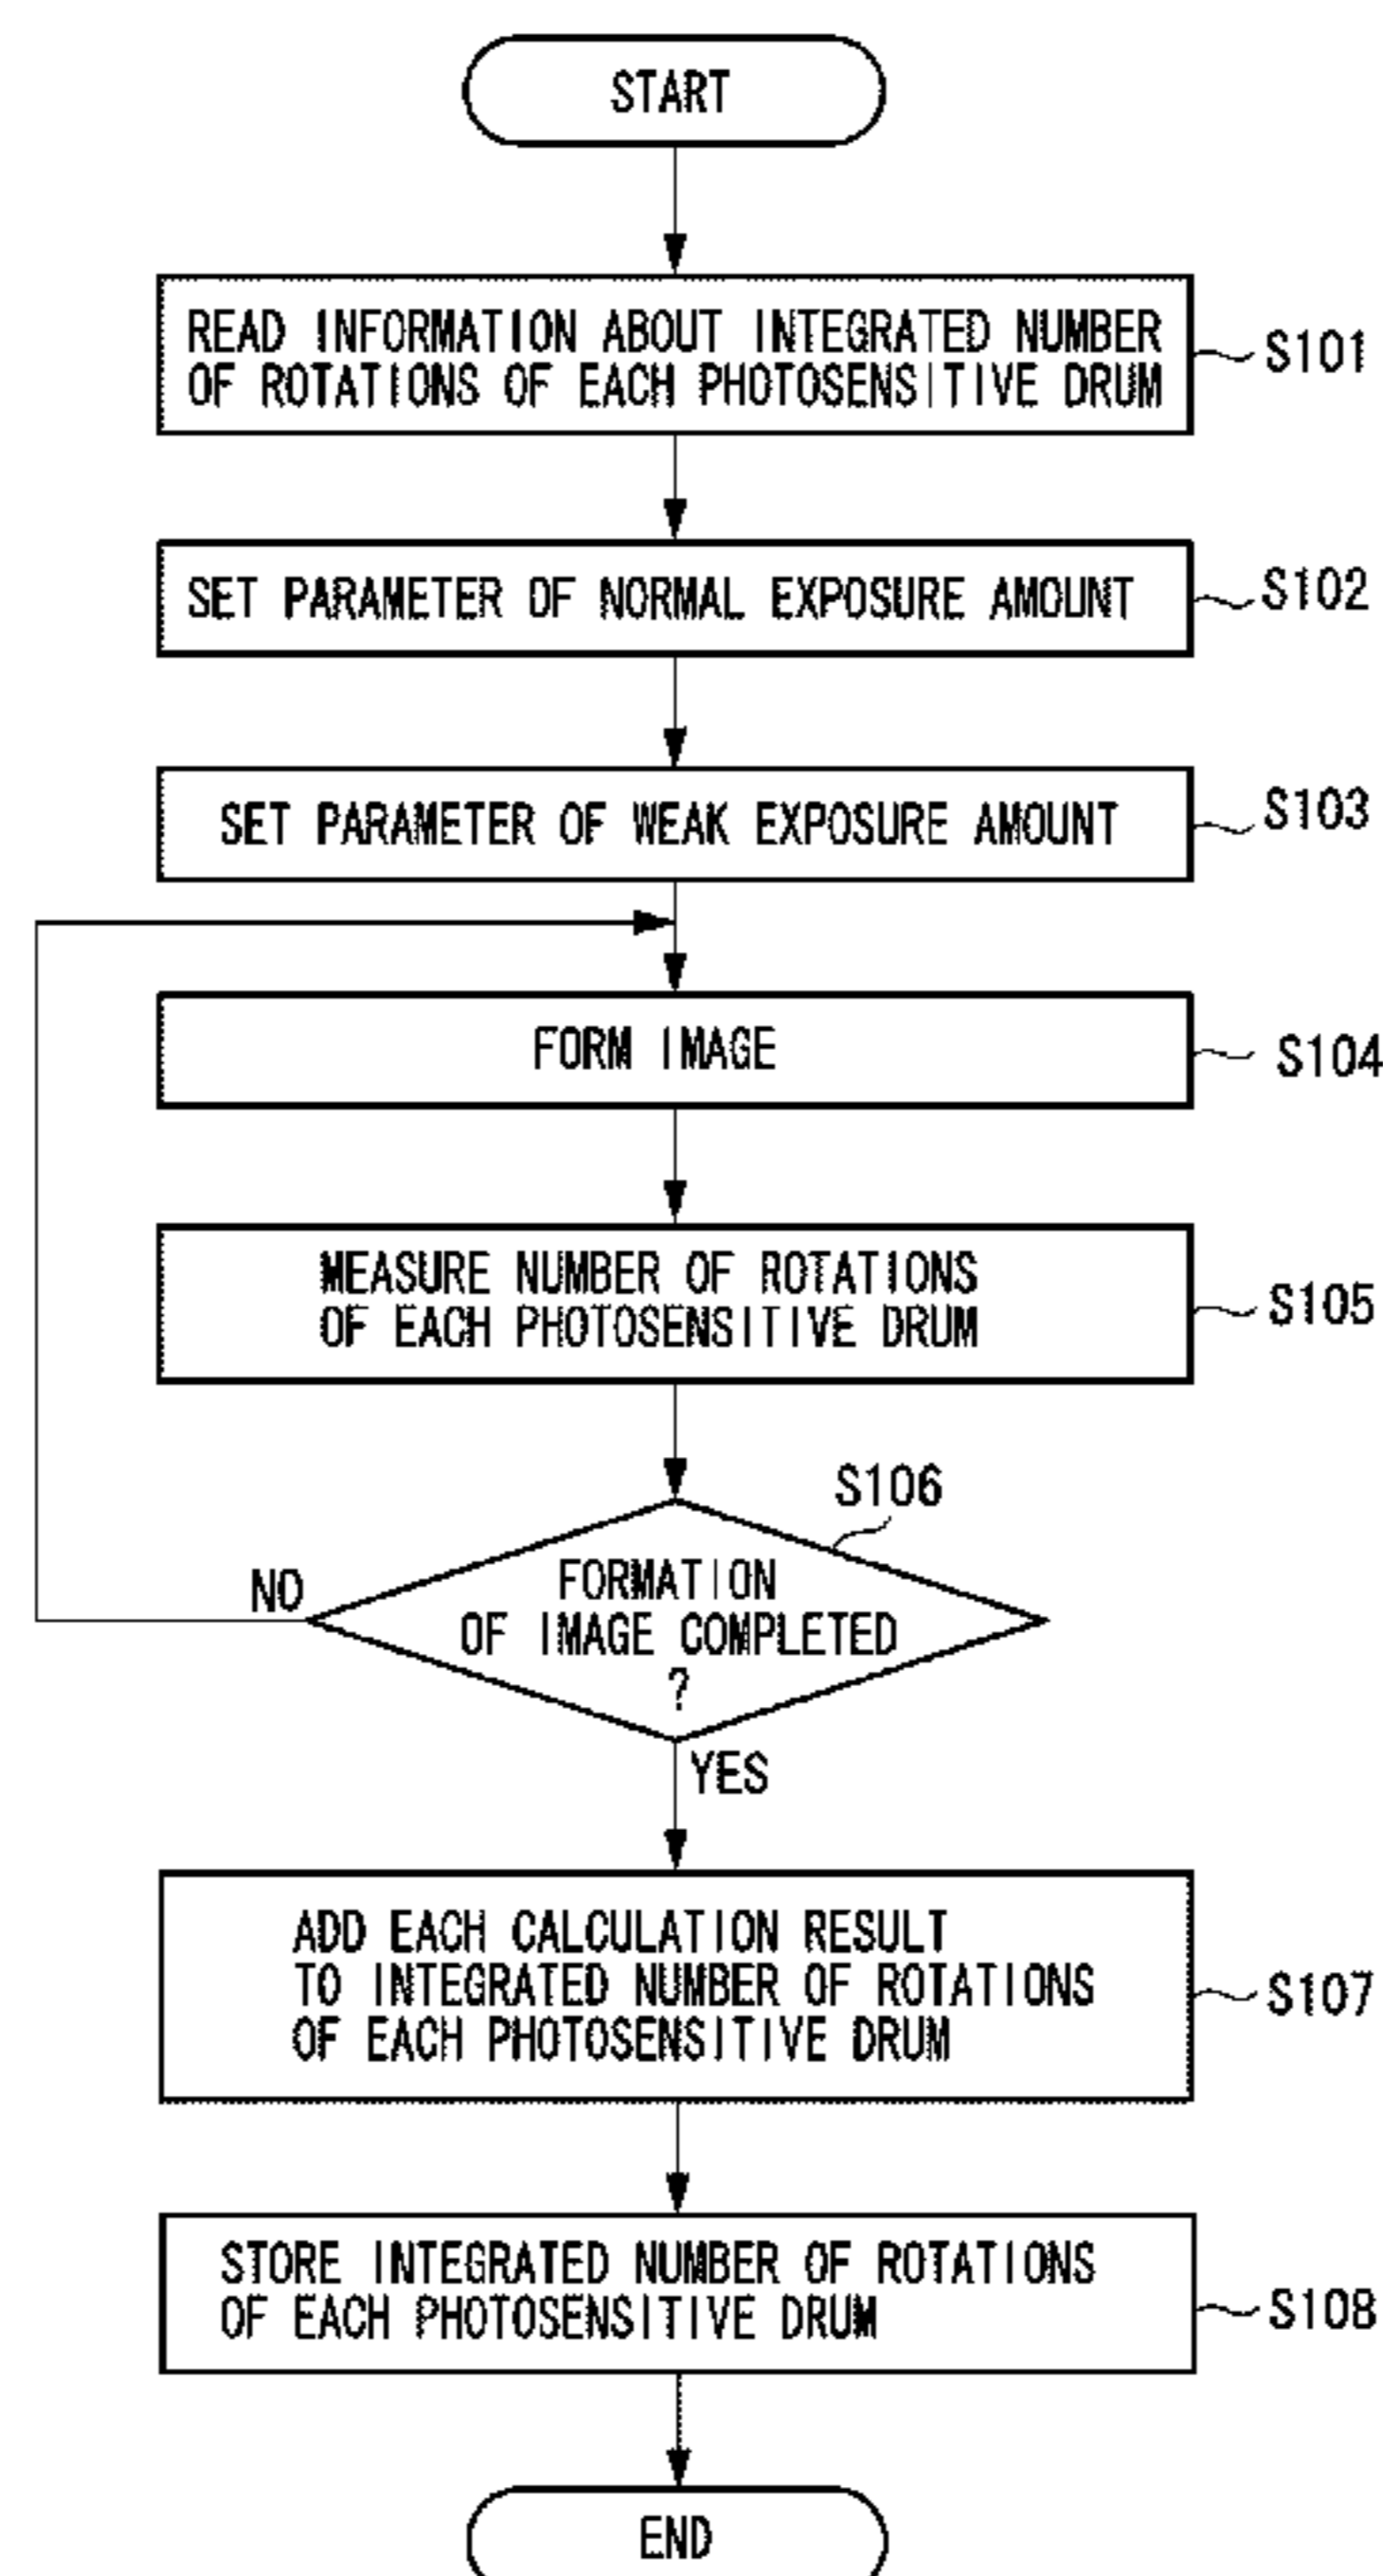 START
READ INFORMATION ABOUT INTEGRATED NUMBER
OF ROTATIONS OF EACH PHOTOSENSITIVE DRUM
S101
SET PARAMETER OF NORMAL EXPOSURE AMOUNT
S102
SET PARAMETER OF WEAK EXPOSURE AMOUNT
S103
FORM IMAGE
S104
MEASURE NUMBER OF ROTATIONS
OF EACH PHOTOSENSITIVE DRUM
S105
S106
FORMATION
OF IMAGE COMPLETED
?
NO
YES
ADD EACH CALCULATION RESULT
TO INTEGRATED NUMBER OF ROTATIONS
OF EACH PHOTOSENSITIVE DRUM
S107
STORE INTEGRATED NUMBER OF ROTATIONS
OF EACH PHOTOSENSITIVE DRUM
S108
END